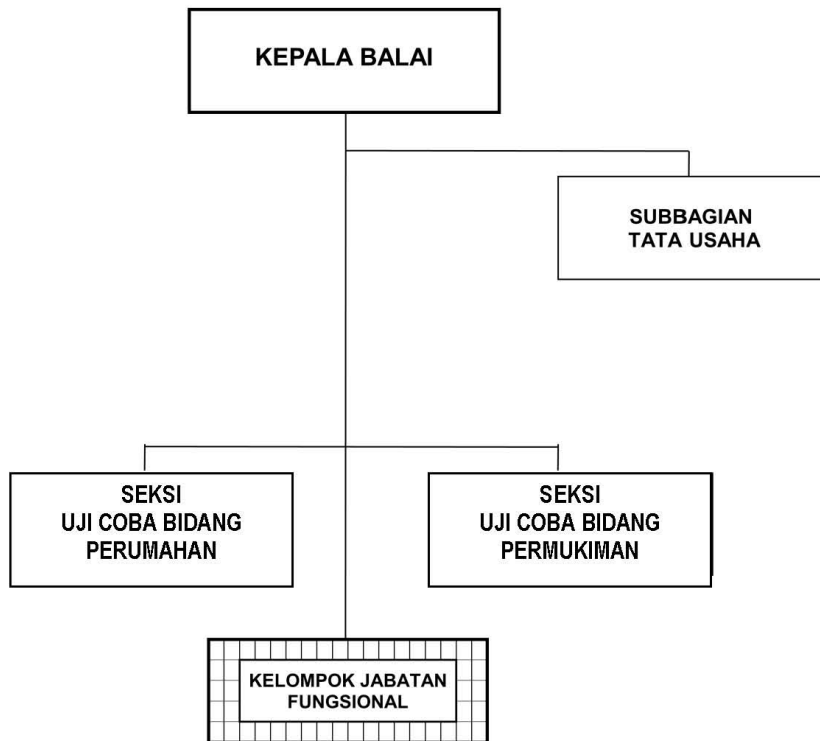 KEPALA BALAI
SUBBAGIAN
TATA USAHA
SEKSI
UJI COBA BIDANG
PERUMAHAN
SEKSI
UJI COBA BIDANG
PERMUKIMAN
KELOMPOK JABATAN
FUNGSIONAL